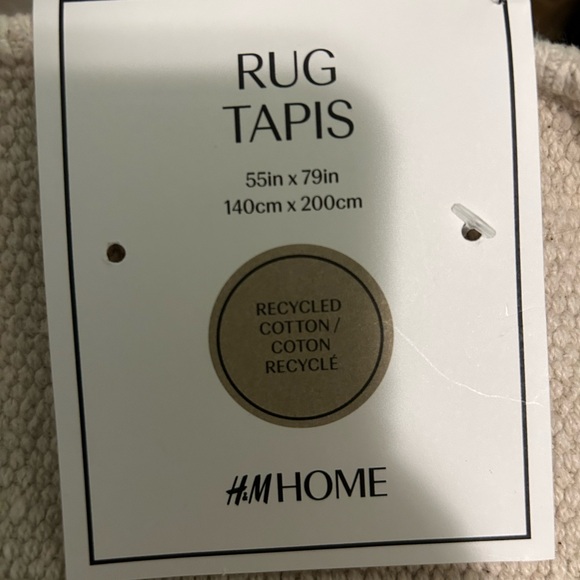 RUG
TAPIS
55in x 79in
140cm x 200cm
RECYCLED
COTTON /
COTON
RECYCLÉ
H&M HOME